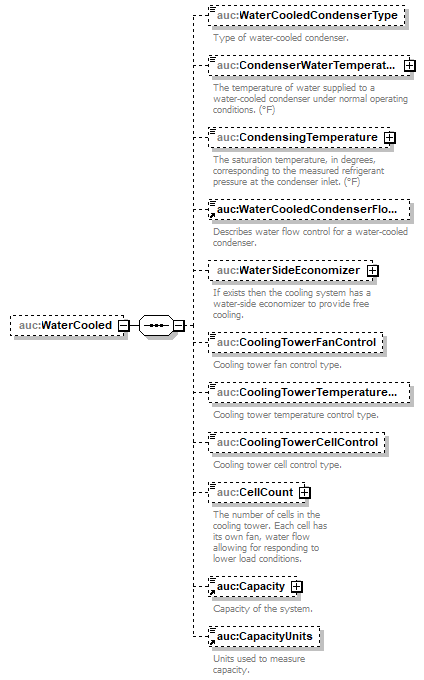 auc:WaterCooledCondenserType
Type of water-cooled condenser.
auc:CondenserWaterTemperat...
The temperature of water supplied to a
water-cooled condenser under normal operating
conditions. (°F)
auc:CondensingTemperature
The saturation temperature, in degrees,
corresponding to the measured refrigerant
pressure at the condenser inlet. (°F)
auc:WaterCooledCondenserFlo...
Describes water flow control for a water-cooled
condenser.
auc:WaterSideEconomizer
If exists then the cooling system has a
water-side economizer to provide free
cooling.
auc:WaterCooled
auc:CoolingTowerFanControl
Cooling tower fan control type.
auc:CoolingTowerTemperature...
Cooling tower temperature control type.
auc:CoolingTowerCellControl
Cooling tower cell control type.
auc:CellCount
The number of cells in the
cooling tower. Each cell has
its own fan, water flow
allowing for responding to
lower load conditions.
auc:Capacity
Capacity of the system.
auc:CapacityUnits
Units used to measure
capacity.